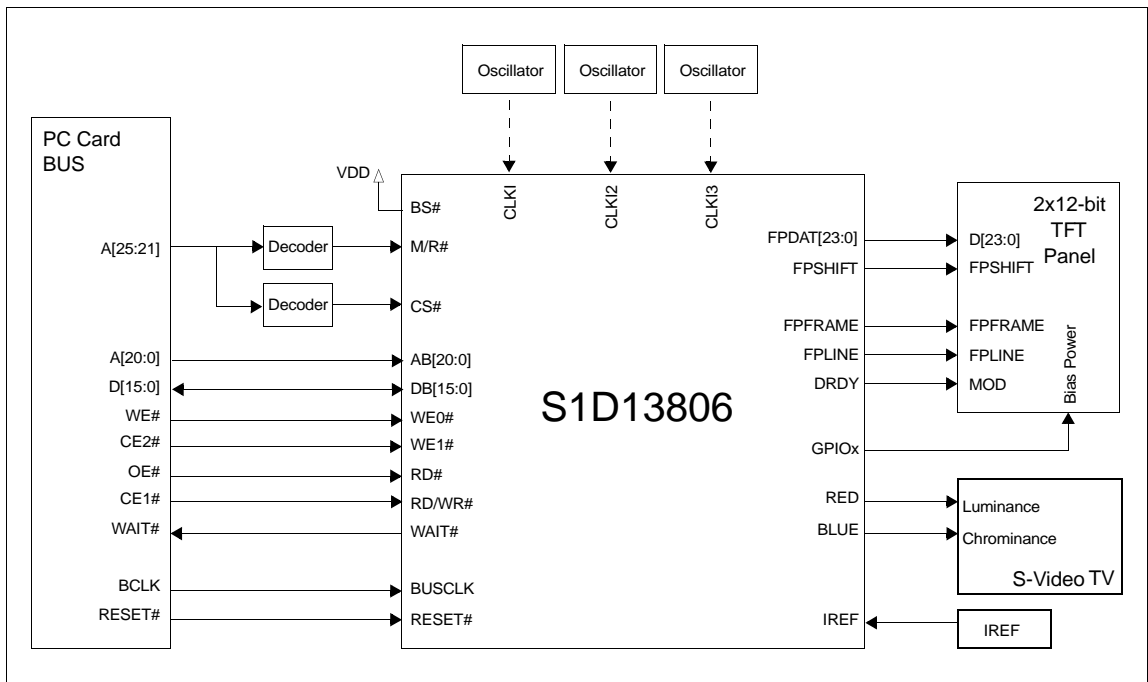 Oscillator
Oscillator
Oscillator
PC Card
BUS
VDD
BS#
CLKI
CLKI2
CLKI3
2x12-bit
TFT
Panel
A[25:21]
Decoder
M/R#
FPDAT[23:0]
D[23:0]
FPSHIFT
FPSHIFT
Decoder
CS#
FPFRAME
FPFRAME
A[20:0]
AB[20:0]
FPLINE
FPLINE
D[15:0]
DB[15:0]
DRDY
MOD
Bias Power
S1D13806
WE#
WE0#
CE2#
WE1#
GPIOx
OE#
RD#
CE1#
RD/WR#
RED
Luminance
WAIT#
WAIT#
BLUE
Chrominance
S-Video TV
BCLK
BUSCLK
RESET#
RESET#
IREF
IREF